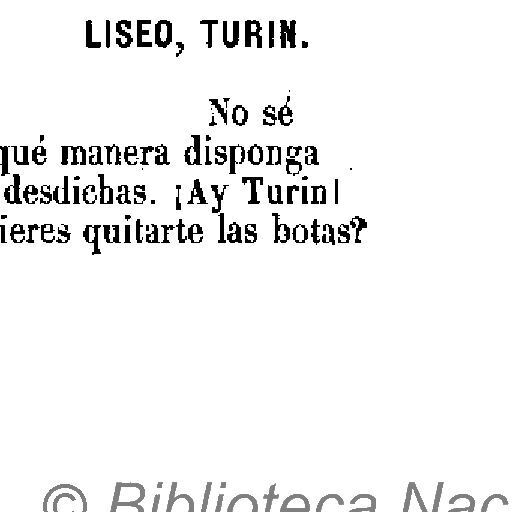 LISEO, TURIN.
No sé
qué manera disponga
desdichas. ¡Ay Turin!
ieres quitarte las botas?
© Biblioteca Nac